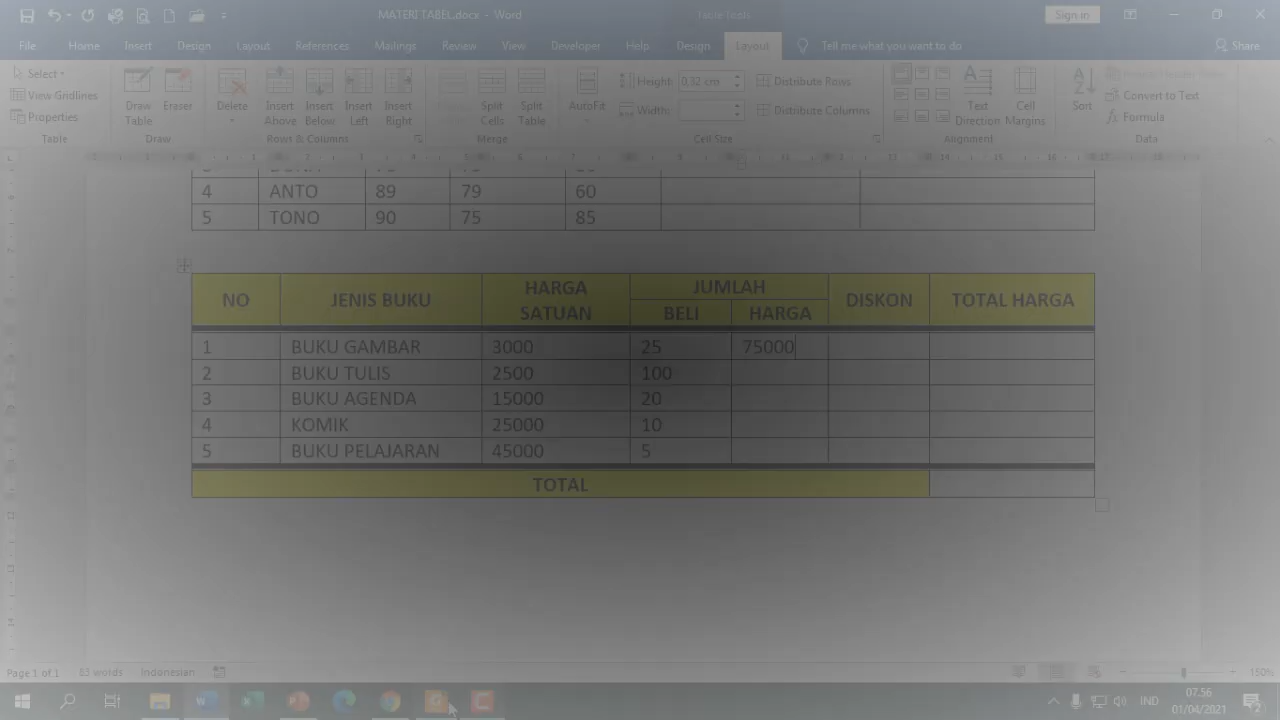 MATERI TABEL.docx - Word
Table Tools
Sign in
File Home Insert Design Layout References Mailings Review View Developer Help Design Layout Tell me what you want to do Share
Select
View Gridlines
Properties
Table
Draw Table
Eraser
Draw
Delete
Insert Above
Insert Below
Insert Left
Insert Right
Rows & Columns
Split Cells
Split Table
Merge
AutoFit
Height: 0,32 cm
Width:
Distribute Rows
Distribute Columns
Cell Size
Text Direction
Cell Margins
Alignment
Sort
Convert to Text
Formula
Data
4 ANTO 89 79 60
5 TONO 90 75 85
NO JENIS BUKU HARGA SATUAN JUMLAH DISKON TOTAL HARGA
BELI HARGA
1 BUKU GAMBAR 3000 25 75000
2 BUKU TULIS 2500 100
3 BUKU AGENDA 15000 20
4 KOMIK 25000 10
5 BUKU PELAJARAN 45000 5
TOTAL
Page 1 of 1 83 words Indonesian 150%
IND
07.56
01/04/2021